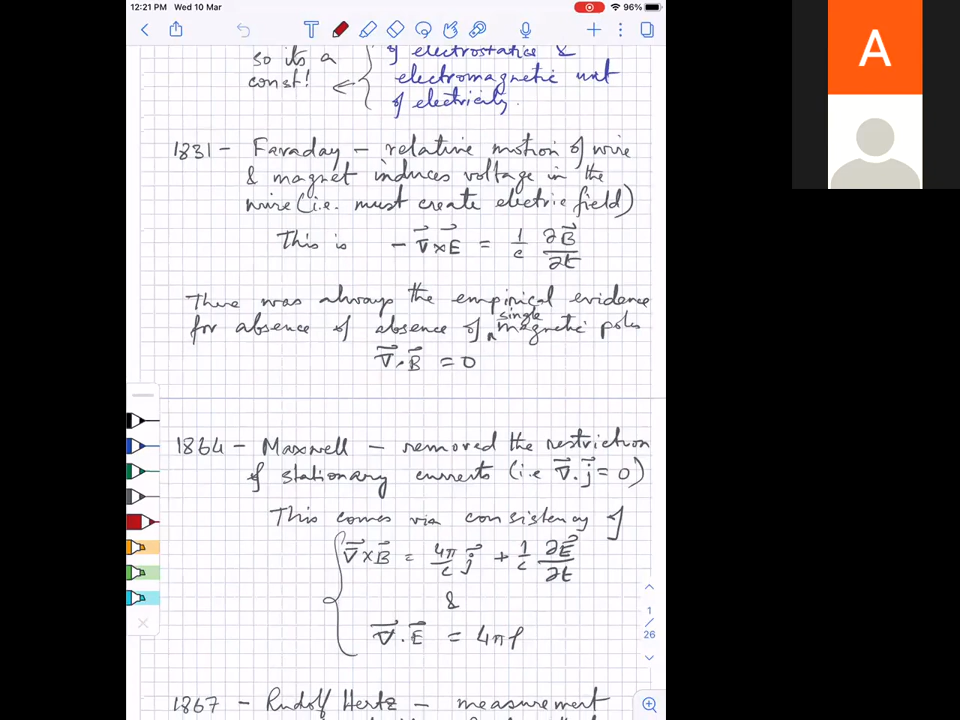 12:21 PM Wed 10 Mar
96%
A
so its a
const!
of electrostatics &
electromagnetic unit
of electricity.
1831 - Faraday - relative motion of wire
& magnet induces voltage in the
wire (i.e. must create electric field)
This is - ∇⃗×E⃗ = 1/c ∂B⃗/∂t
There was always the empirical evidence
for absence of absence of single magnetic poles
∇⃗.B⃗ = 0
1864 - Maxwell - removed the restriction
of stationary currents (i.e ∇⃗.j⃗ = 0)
This comes via consistency of
∇⃗×B⃗ = 4π/c j⃗ + 1/c ∂E⃗/∂t
&
∇⃗.E⃗ = 4πρ
1
26
1867 - Rudolf Hertz - measurement